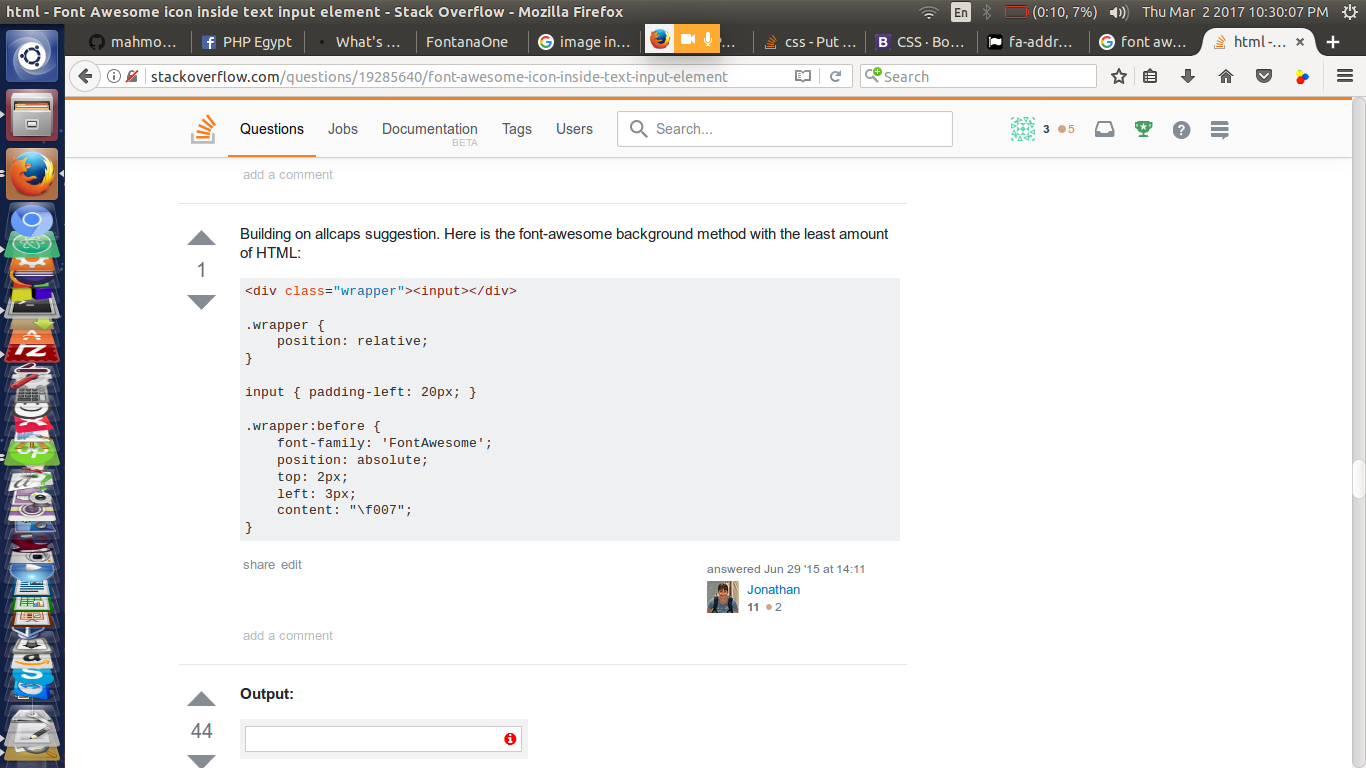 html - Font Awesome icon inside text input element - Stack Overflow - Mozilla Firefox
En
(0:10, 7%)
Thu Mar 2 2017 10:30:07 PM
mahmo...
PHP Egypt
What's ...
FontanaOne
image in...
css - Put ...
CSS · Bo...
fa-addr...
font aw...
html -...
stackoverflow.com/questions/19285640/font-awesome-icon-inside-text-input-element
Search
Questions
Jobs
Documentation
BETA
Tags
Users
Search...
3
5
add a comment
1
Building on allcaps suggestion. Here is the font-awesome background method with the least amount
of HTML:
<div class="wrapper"><input></div>
.wrapper {
    position: relative;
}
input { padding-left: 20px; }
.wrapper:before {
    font-family: 'FontAwesome';
    position: absolute;
    top: 2px;
    left: 3px;
    content: "\f007";
}
share edit
answered Jun 29 '15 at 14:11
Jonathan
11
2
add a comment
44
Output: